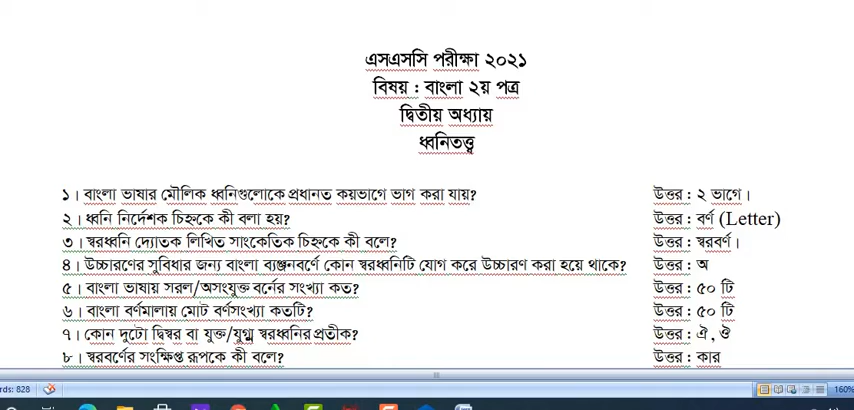 এসএসসি পরীক্ষা ২০২১
বিষয় : বাংলা ২য় পত্র
দ্বিতীয় অধ্যায়
ধ্বনিতত্ত্ব
১। বাংলা ভাষার মৌলিক ধ্বনিগুলোকে প্রধানত কয়ভাগে ভাগ করা যায়? উত্তর : ২ ভাগে।
২। ধ্বনি নির্দেশক চিহ্নকে কী বলা হয়? উত্তর : বর্ণ (Letter)
৩। স্বরধ্বনি দ্যোতক লিখিত সাংকেতিক চিহ্নকে কী বলে? উত্তর : স্বরবর্ণ।
৪। উচ্চারণের সুবিধার জন্য বাংলা ব্যঞ্জনবর্ণে কোন স্বরধ্বনিটি যোগ করে উচ্চারণ করা হয়ে থাকে? উত্তর : অ
৫। বাংলা ভাষায় সরল/অসংযুক্ত বর্নের সংখ্যা কত? উত্তর : ৫০ টি
৬। বাংলা বর্ণমালায় মোট বর্ণসংখ্যা কতটি? উত্তর : ৫০ টি
৭। কোন দুটো দ্বিস্বর বা যুক্ত/যুগ্ম স্বরধ্বনির প্রতীক? উত্তর : ঐ , ঔ
৮। স্বরবর্ণের সংক্ষিপ্ত রূপকে কী বলে? উত্তর : কার
rds: 828 160%